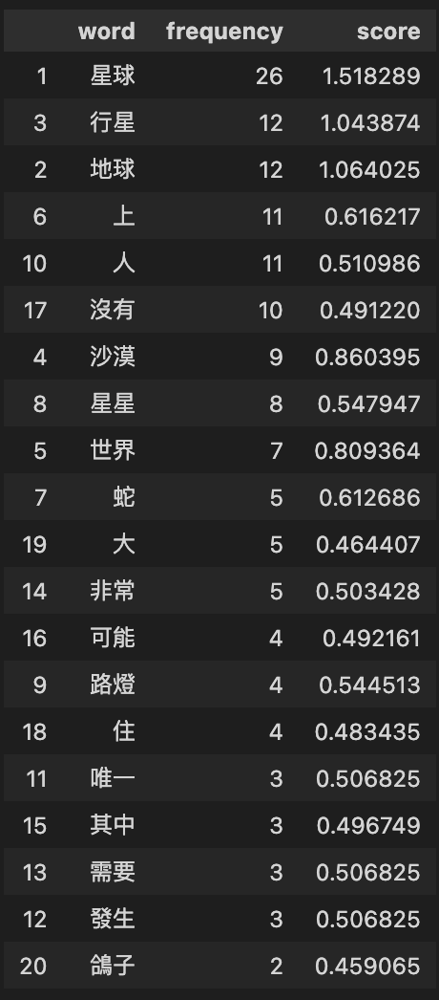 word frequency score
1 星球 26 1.518289
3 行星 12 1.043874
2 地球 12 1.064025
6 上 11 0.616217
10 人 11 0.510986
17 沒有 10 0.491220
4 沙漠 9 0.860395
8 星星 8 0.547947
5 世界 7 0.809364
7 蛇 5 0.612686
19 大 5 0.464407
14 非常 5 0.503428
16 可能 4 0.492161
9 路燈 4 0.544513
18 住 4 0.483435
11 唯一 3 0.506825
15 其中 3 0.496749
13 需要 3 0.506825
12 發生 3 0.506825
20 鴿子 2 0.459065